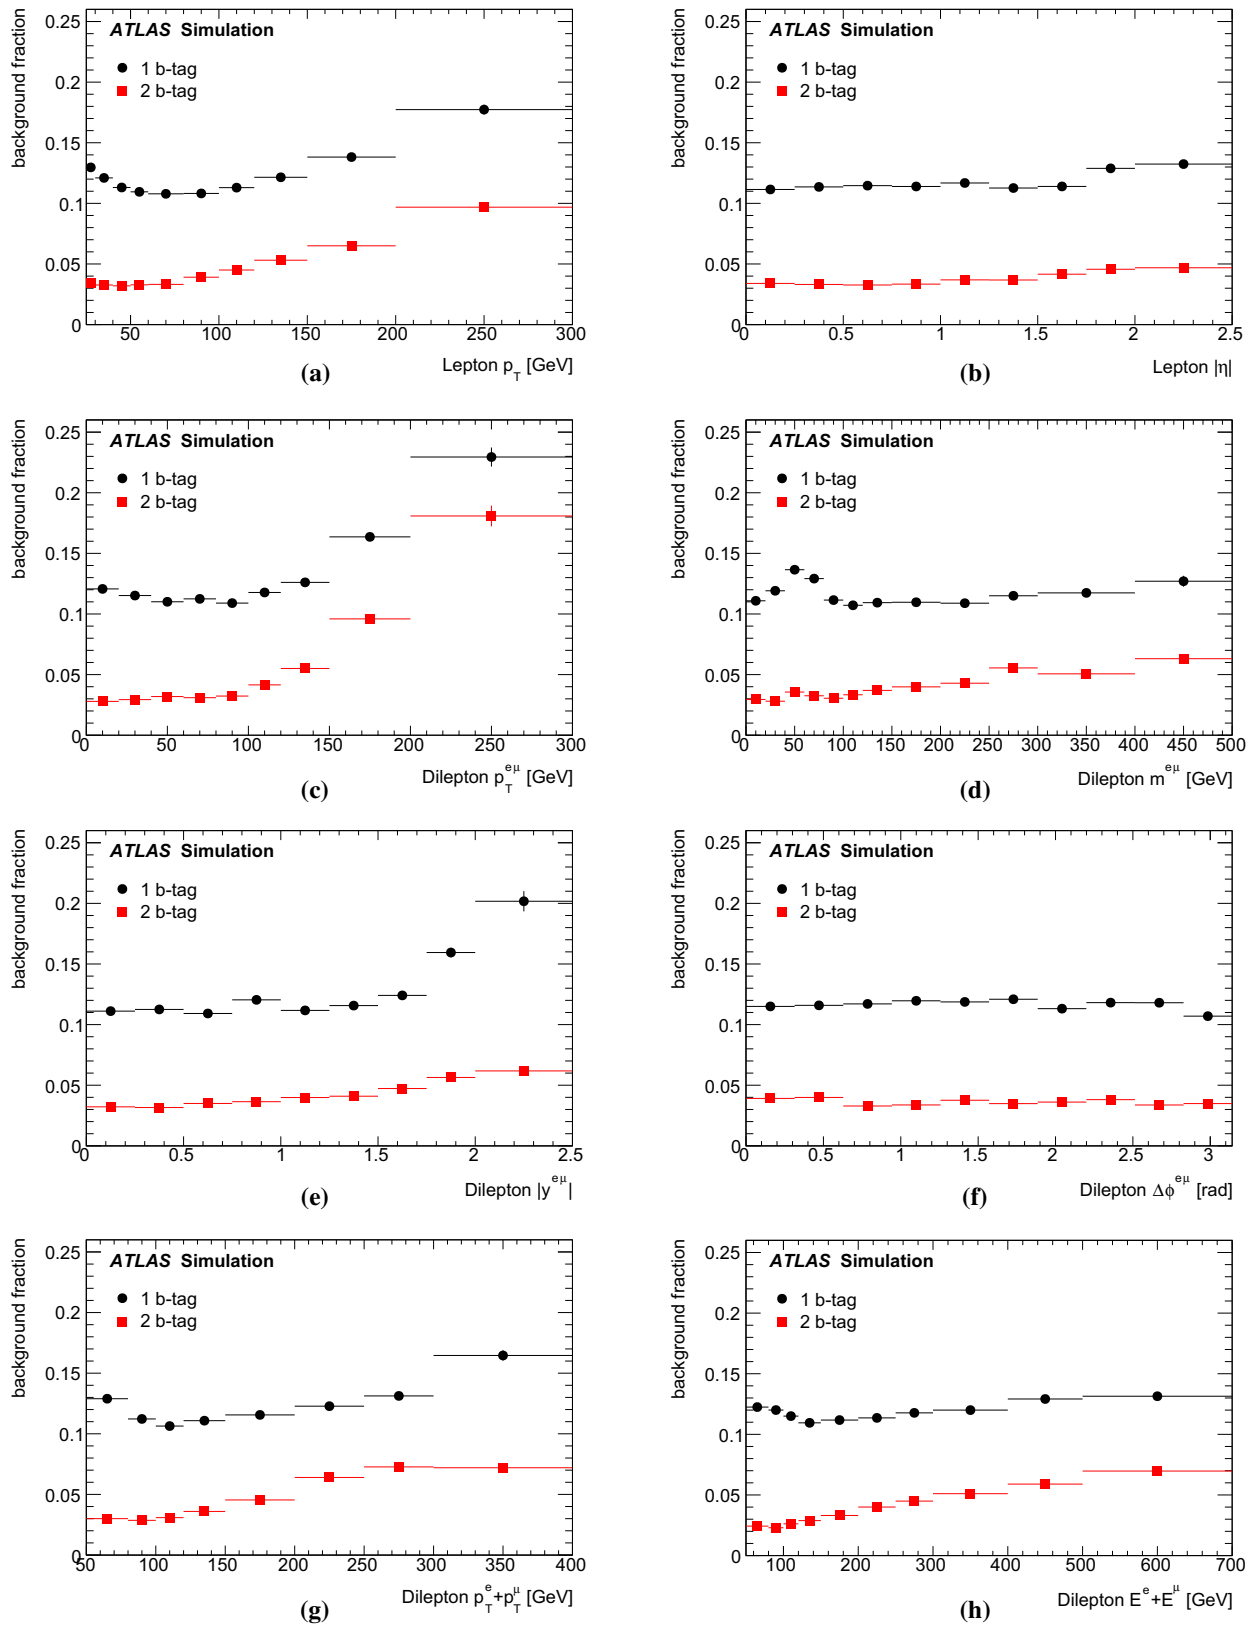 background fraction
ATLAS Simulation
1 b-tag
2 b-tag
0.25
0.2
0.15
0.1
0.05
0
50 100 150 200 250 300
Lepton p_T [GeV]
(a)
background fraction
ATLAS Simulation
1 b-tag
2 b-tag
0.25
0.2
0.15
0.1
0.05
0
0 0.5 1 1.5 2 2.5
Lepton |η|
(b)
background fraction
ATLAS Simulation
1 b-tag
2 b-tag
0.25
0.2
0.15
0.1
0.05
0
0 50 100 150 200 250 300
Dilepton p_T^eμ [GeV]
(c)
background fraction
ATLAS Simulation
1 b-tag
2 b-tag
0.25
0.2
0.15
0.1
0.05
0
0 50 100 150 200 250 300 350 400 450 500
Dilepton m^eμ [GeV]
(d)
background fraction
ATLAS Simulation
1 b-tag
2 b-tag
0.25
0.2
0.15
0.1
0.05
0
0 0.5 1 1.5 2 2.5
Dilepton |y^eμ|
(e)
background fraction
ATLAS Simulation
1 b-tag
2 b-tag
0.25
0.2
0.15
0.1
0.05
0
0 0.5 1 1.5 2 2.5 3
Dilepton Δϕ^eμ [rad]
(f)
background fraction
ATLAS Simulation
1 b-tag
2 b-tag
0.25
0.2
0.15
0.1
0.05
0
50 100 150 200 250 300 350 400
Dilepton p_T^e+p_T^μ [GeV]
(g)
background fraction
ATLAS Simulation
1 b-tag
2 b-tag
0.25
0.2
0.15
0.1
0.05
0
100 200 300 400 500 600 700
Dilepton E^e+E^μ [GeV]
(h)